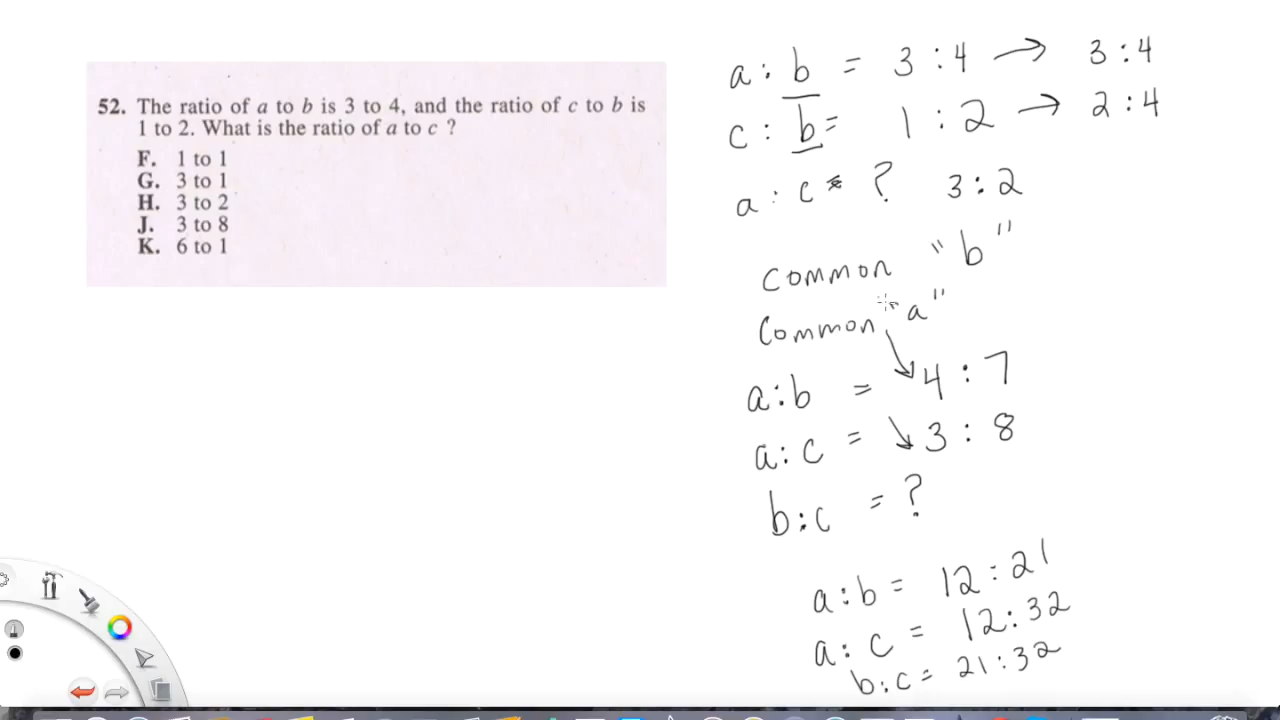 52. The ratio of a to b is 3 to 4, and the ratio of c to b is
1 to 2. What is the ratio of a to c ?
F. 1 to 1
G. 3 to 1
H. 3 to 2
J. 3 to 8
K. 6 to 1
a : b = 3 : 4 → 3 : 4
c : b = 1 : 2 → 2 : 4
a : c = ? 3 : 2
common "b"
Common "a"
a : b = 4 : 7
a : c = 3 : 8
b : c = ?
a : b = 12 : 21
a : c = 12 : 32
b : c = 21 : 32